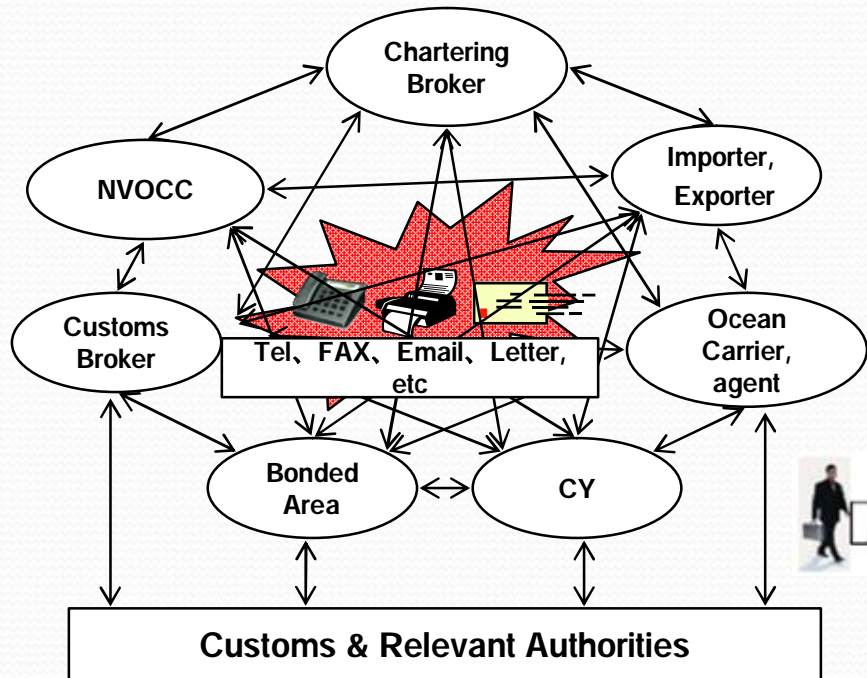 Chartering
Broker
NVOCC
Importer,
Exporter
Customs
Broker
Tel、FAX、Email、Letter,
etc
Ocean
Carrier,
agent
Bonded
Area
CY
Customs & Relevant Authorities